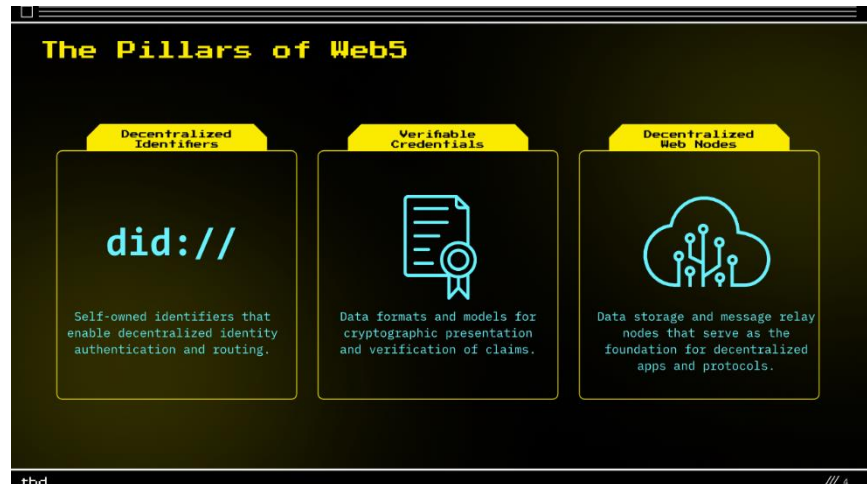 The Pillars of Web5
Decentralized
Identifiers
did://
Self-owned identifiers that
enable decentralized identity
authentication and routing.
Verifiable
Credentials
Data formats and models for
cryptographic presentation
and verification of claims.
Decentralized
Web Nodes
Data storage and message relay
nodes that serve as the
foundation for decentralized
apps and protocols.
tbd